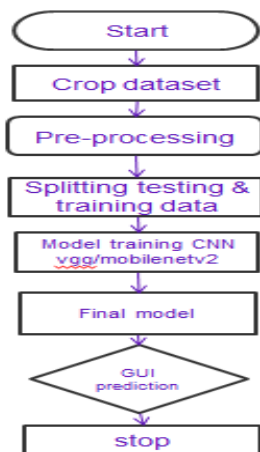 Start
Crop dataset
Pre-processing
Splitting testing &
training data
Model training CNN
vgg/mobilenetv2
Final model
GUI
prediction
stop